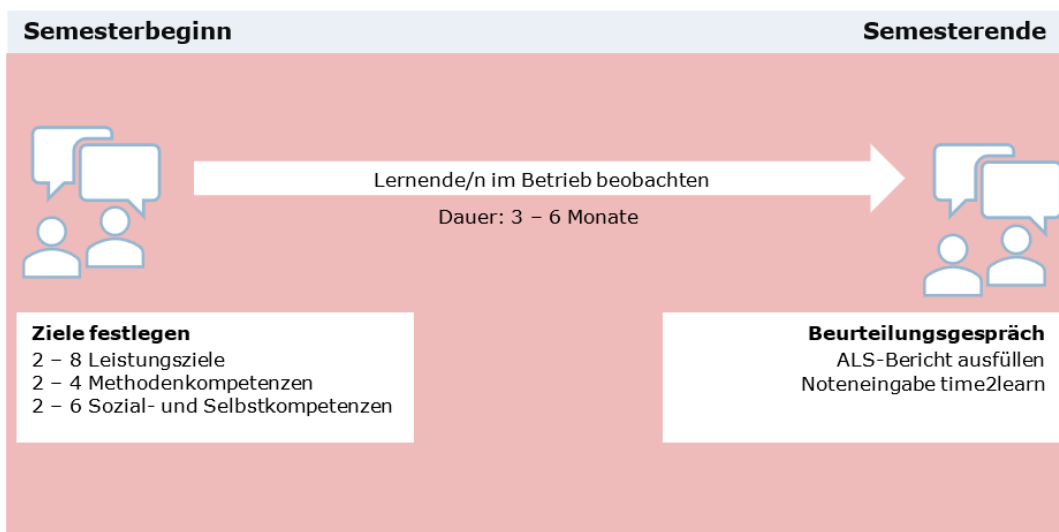 Semesterbeginn
Semesterende
Lernende/n im Betrieb beobachten
Dauer: 3 – 6 Monate
Ziele festlegen
2 – 8 Leistungsziele
2 – 4 Methodenkompetenzen
2 – 6 Sozial- und Selbstkompetenzen
Beurteilungsgespräch
ALS-Bericht ausfüllen
Noteneingabe time2learn